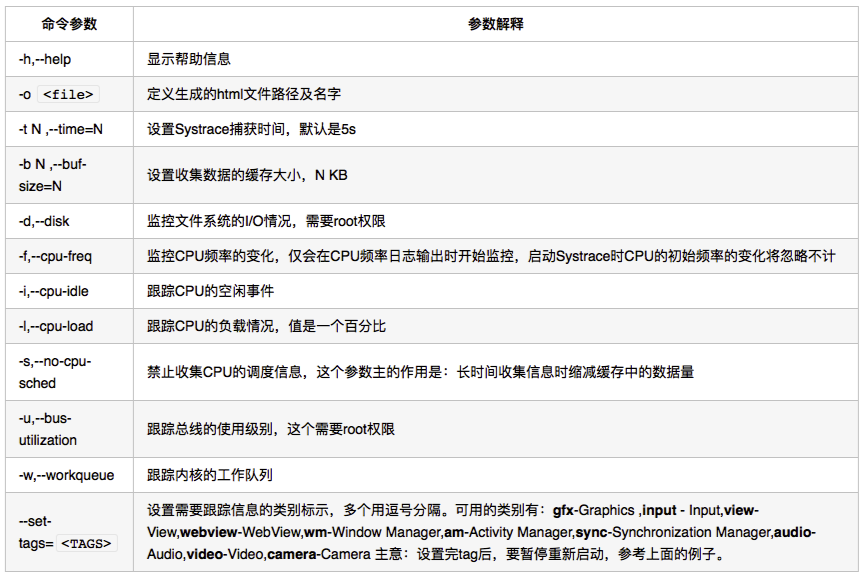 命令参数 参数解释
-h,--help 显示帮助信息
-o <file> 定义生成的html文件路径及名字
-t N ,--time=N 设置Systrace捕获时间，默认是5s
-b N ,--buf-
size=N
设置收集数据的缓存大小，N KB
-d,--disk 监控文件系统的I/O情况，需要root权限
-f,--cpu-freq 监控CPU频率的变化，仅会在CPU频率日志输出时开始监控，启动Systrace时CPU的初始频率的变化将忽略不计
-i,--cpu-idle 跟踪CPU的空闲事件
-l,--cpu-load 跟踪CPU的负载情况，值是一个百分比
-s,--no-cpu-
sched
禁止收集CPU的调度信息，这个参数主的作用是：长时间收集信息时缩减缓存中的数据量
-u,--bus-
utilization
跟踪总线的使用级别，这个需要root权限
-w,--workqueue 跟踪内核的工作队列
--set-
tags= <TAGS>
设置需要跟踪信息的类别标示，多个用逗号分隔。可用的类别有：gfx-Graphics ,input - Input,view-
View,webview-WebView,wm-Window Manager,am-Activity Manager,sync-Synchronization Manager,audio-
Audio,video-Video,camera-Camera 主意：设置完tag后，要暂停重新启动，参考上面的例子。